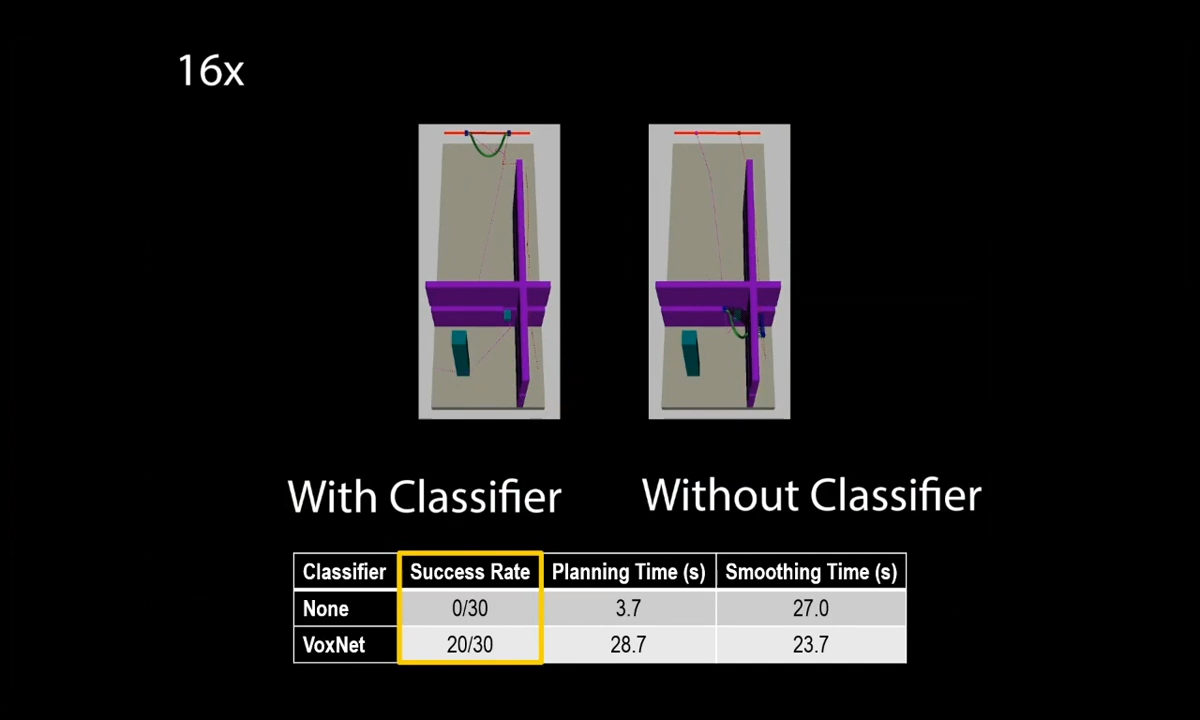 16x
With Classifier
Without Classifier
Classifier Success Rate Planning Time (s) Smoothing Time (s)
None 0/30 3.7 27.0
VoxNet 20/30 28.7 23.7